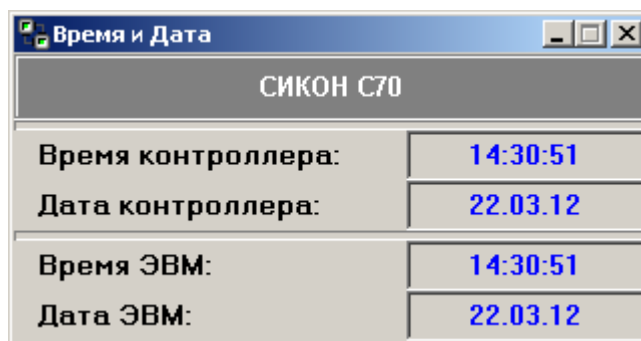 Время и Дата
СИКОН С70
Время контроллера: 14:30:51
Дата контроллера: 22.03.12
Время ЭВМ: 14:30:51
Дата ЭВМ: 22.03.12